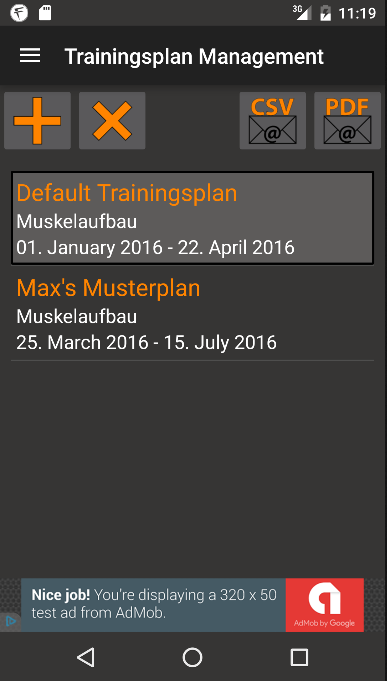 3G 11:19
Trainingsplan Management
CSV PDF
@ @
Default Trainingsplan
Muskelaufbau
01. January 2016 - 22. April 2016
Max's Musterplan
Muskelaufbau
25. March 2016 - 15. July 2016
Nice job! You're displaying a 320 x 50
test ad from AdMob.
AdMob by Google